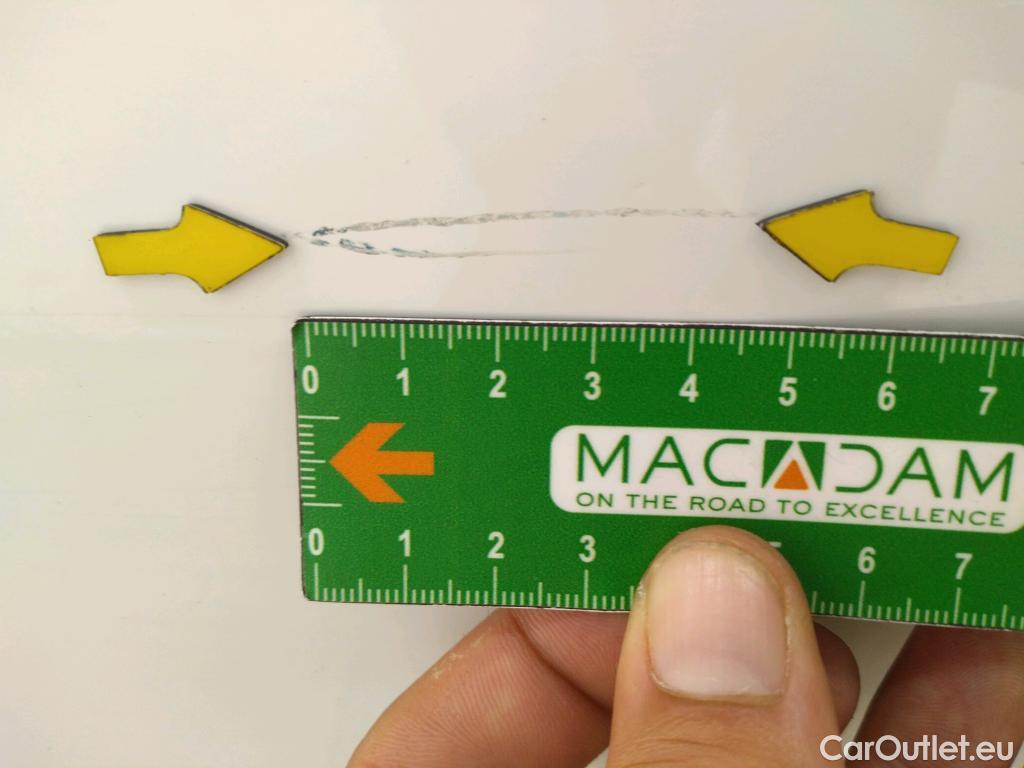 0 1 2 3 4 5 6 7
MACADAM
ON THE ROAD TO EXCELLENCE
0 1 2 3 6 7
CarOutlet.eu